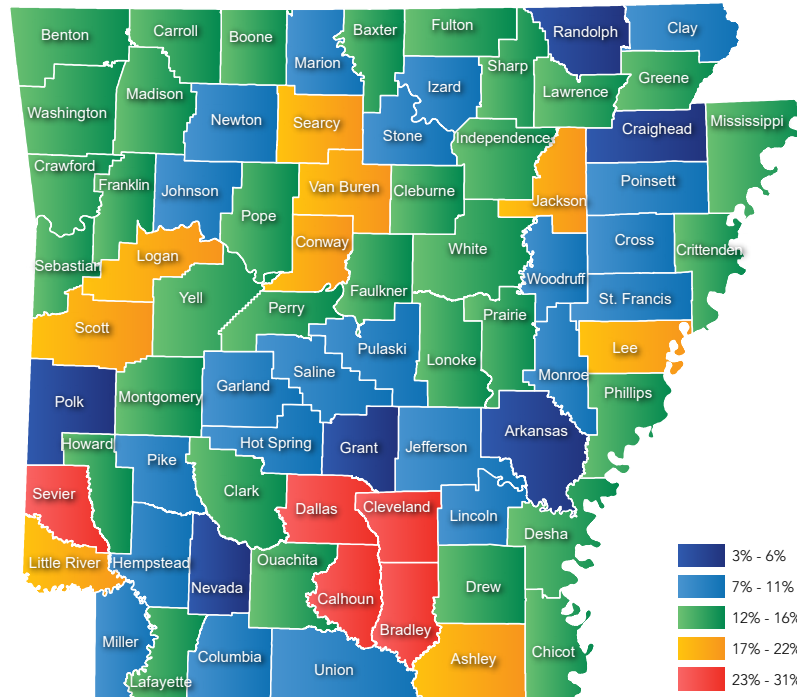 Benton
Carroll
Boone
Marion
Baxter
Fulton
Randolph
Clay
Sharp
Izard
Lawrence
Greene
Washington
Madison
Newton
Searcy
Stone
Independence
Craighead
Mississippi
Crawford
Franklin
Johnson
Pope
Van Buren
Cleburne
Jackson
Poinsett
Sebastian
Logan
Conway
White
Woodruff
Cross
Crittenden
Scott
Yell
Perry
Faulkner
Prairie
St. Francis
Polk
Montgomery
Garland
Saline
Pulaski
Lonoke
Monroe
Lee
Phillips
Howard
Pike
Hot Spring
Grant
Jefferson
Arkansas
Sevier
Clark
Dallas
Cleveland
Lincoln
Desha
Little River
Hempstead
Nevada
Ouachita
Calhoun
Bradley
Drew
Chicot
Miller
Lafayette
Columbia
Union
Ashley
3% - 6%
7% - 11%
12% - 16%
17% - 22%
23% - 31%